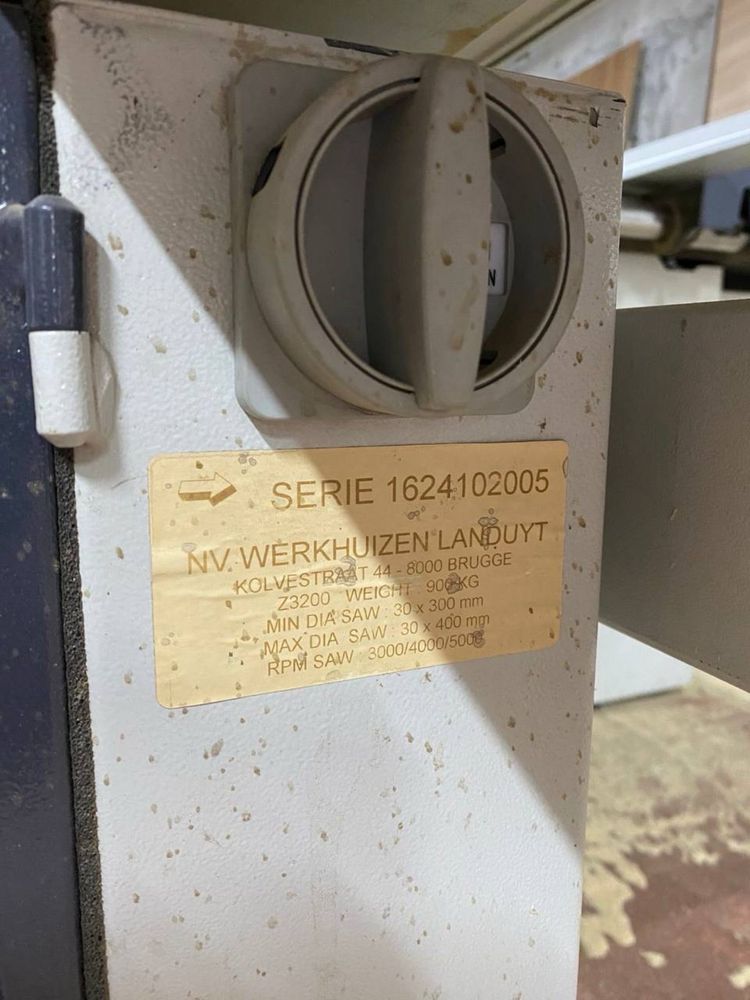 N
SERIE 1624102005
NV. WERKHUIZEN LANDUYT
KOLVESTRAAT 44 - 8000 BRUGGE
Z3200 WEIGHT : 900 KG
MIN DIA SAW : 30 x 300 mm
MAX DIA SAW : 30 x 400 mm
RPM SAW : 3000/4000/5000